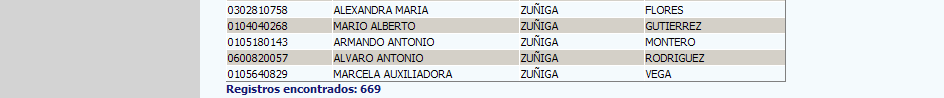 0302810758 ALEXANDRA MARIA ZUÑIGA FLORES
0104040268 MARIO ALBERTO ZUÑIGA GUTIERREZ
0105180143 ARMANDO ANTONIO ZUÑIGA MONTERO
0600820057 ALVARO ANTONIO ZUÑIGA RODRIGUEZ
0105640829 MARCELA AUXILIADORA ZUÑIGA VEGA
Registros encontrados: 669